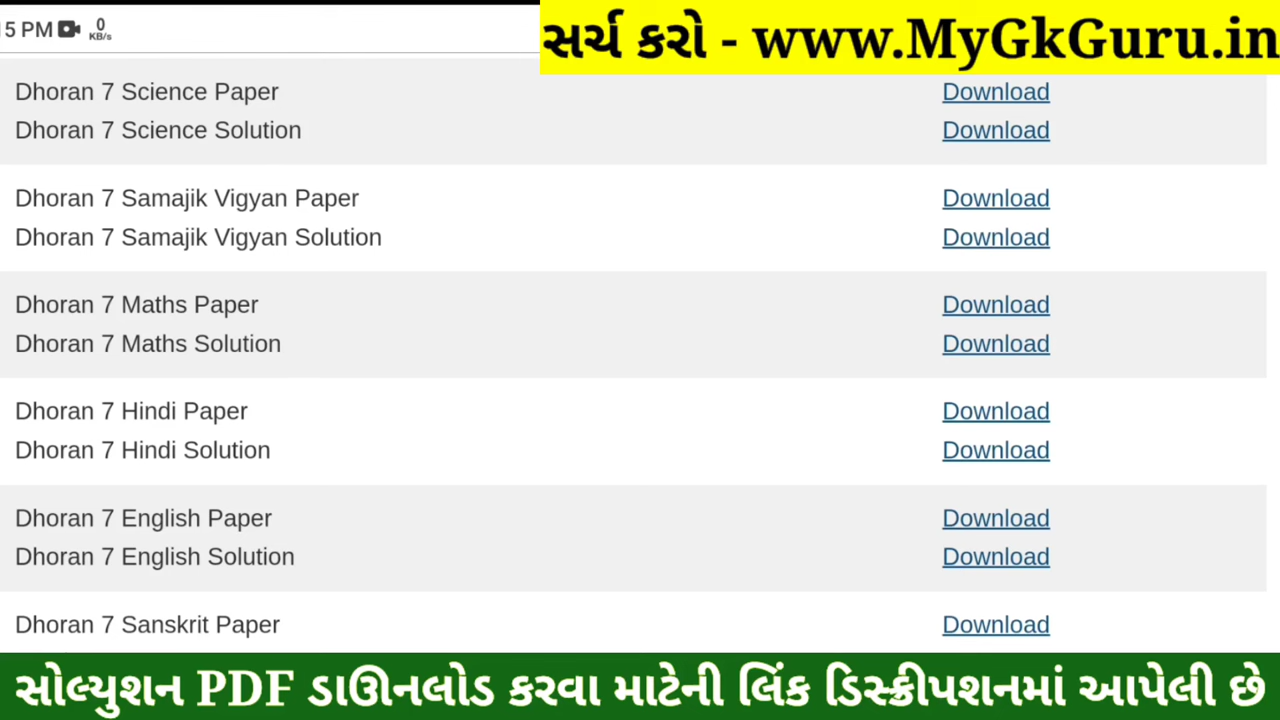 15 PM 0 KB/s
સર્ચ કરો - www.MyGkGuru.in
Dhoran 7 Science Paper Download
Dhoran 7 Science Solution Download
Dhoran 7 Samajik Vigyan Paper Download
Dhoran 7 Samajik Vigyan Solution Download
Dhoran 7 Maths Paper Download
Dhoran 7 Maths Solution Download
Dhoran 7 Hindi Paper Download
Dhoran 7 Hindi Solution Download
Dhoran 7 English Paper Download
Dhoran 7 English Solution Download
Dhoran 7 Sanskrit Paper Download
સોલ્યુશન PDF ડાઊનલોડ કરવા માટેની લિંક ડિસ્ક્રીપશનમાં આપેલી છે